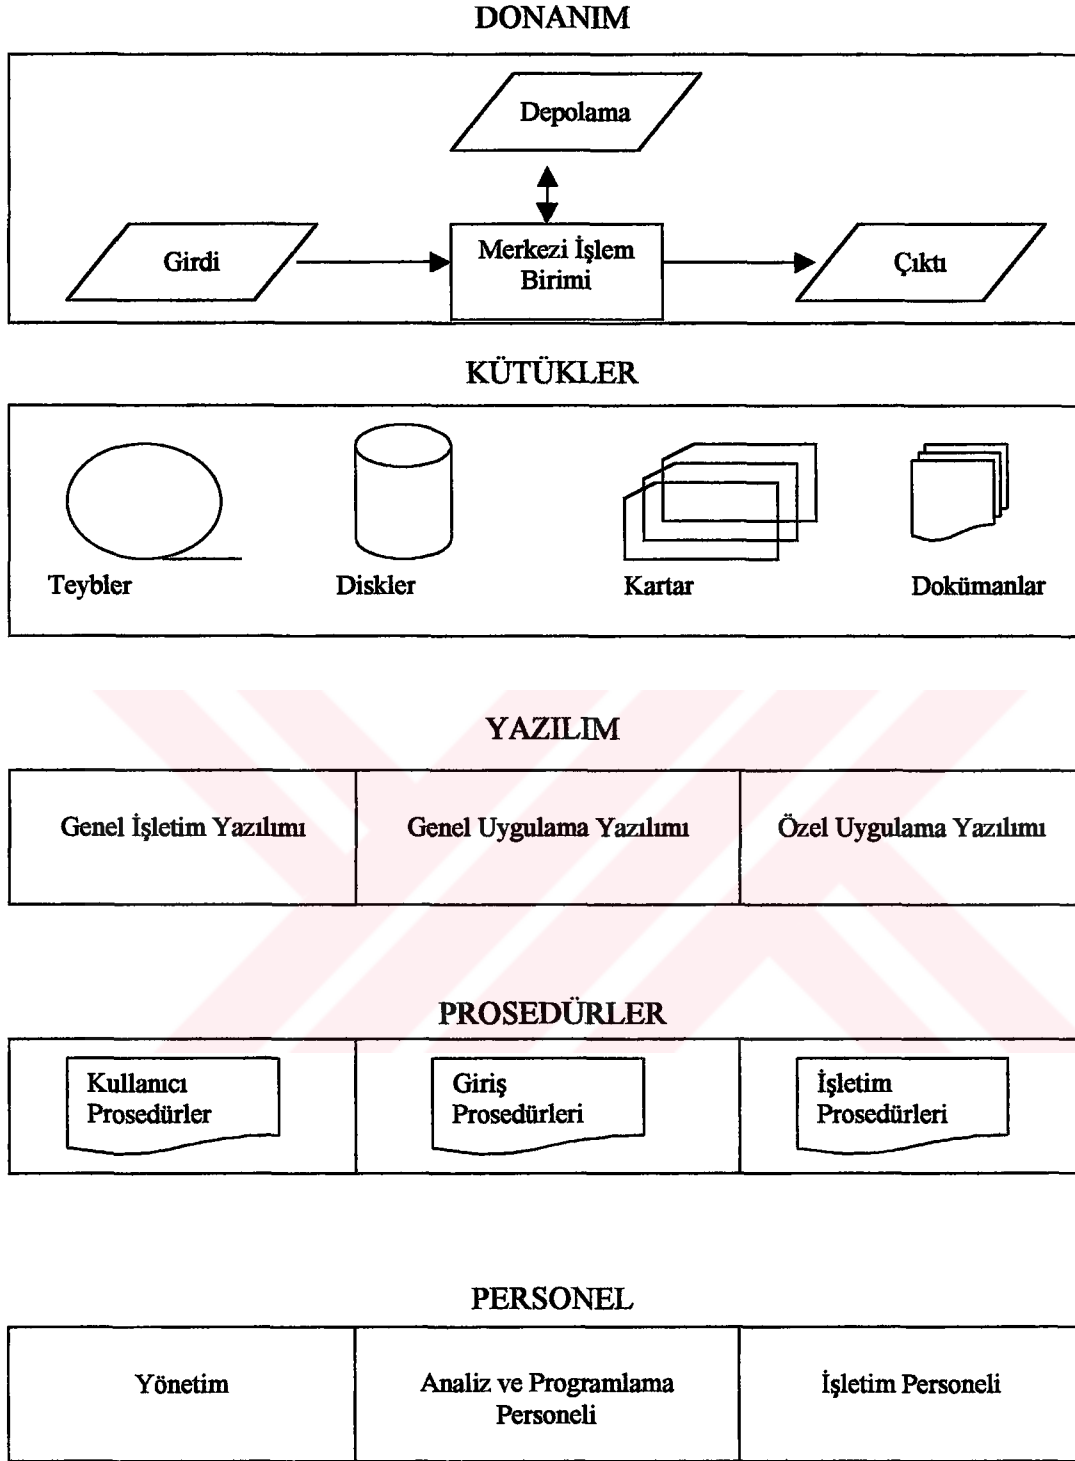 DONANIM
Depolama
Girdi
Merkezi İşlem
Birimi
Çıktı
KÜTÜKLER
Teybler
Diskler
Kartar
Dokümanlar
YAZILIM
Genel İşletim Yazılımı
Genel Uygulama Yazılımı
Özel Uygulama Yazılımı
PROSEDÜRLER
Kullanıcı
Prosedürler
Giriş
Prosedürleri
İşletim
Prosedürleri
PERSONEL
Yönetim
Analiz ve Programlama
Personeli
İşletim Personeli